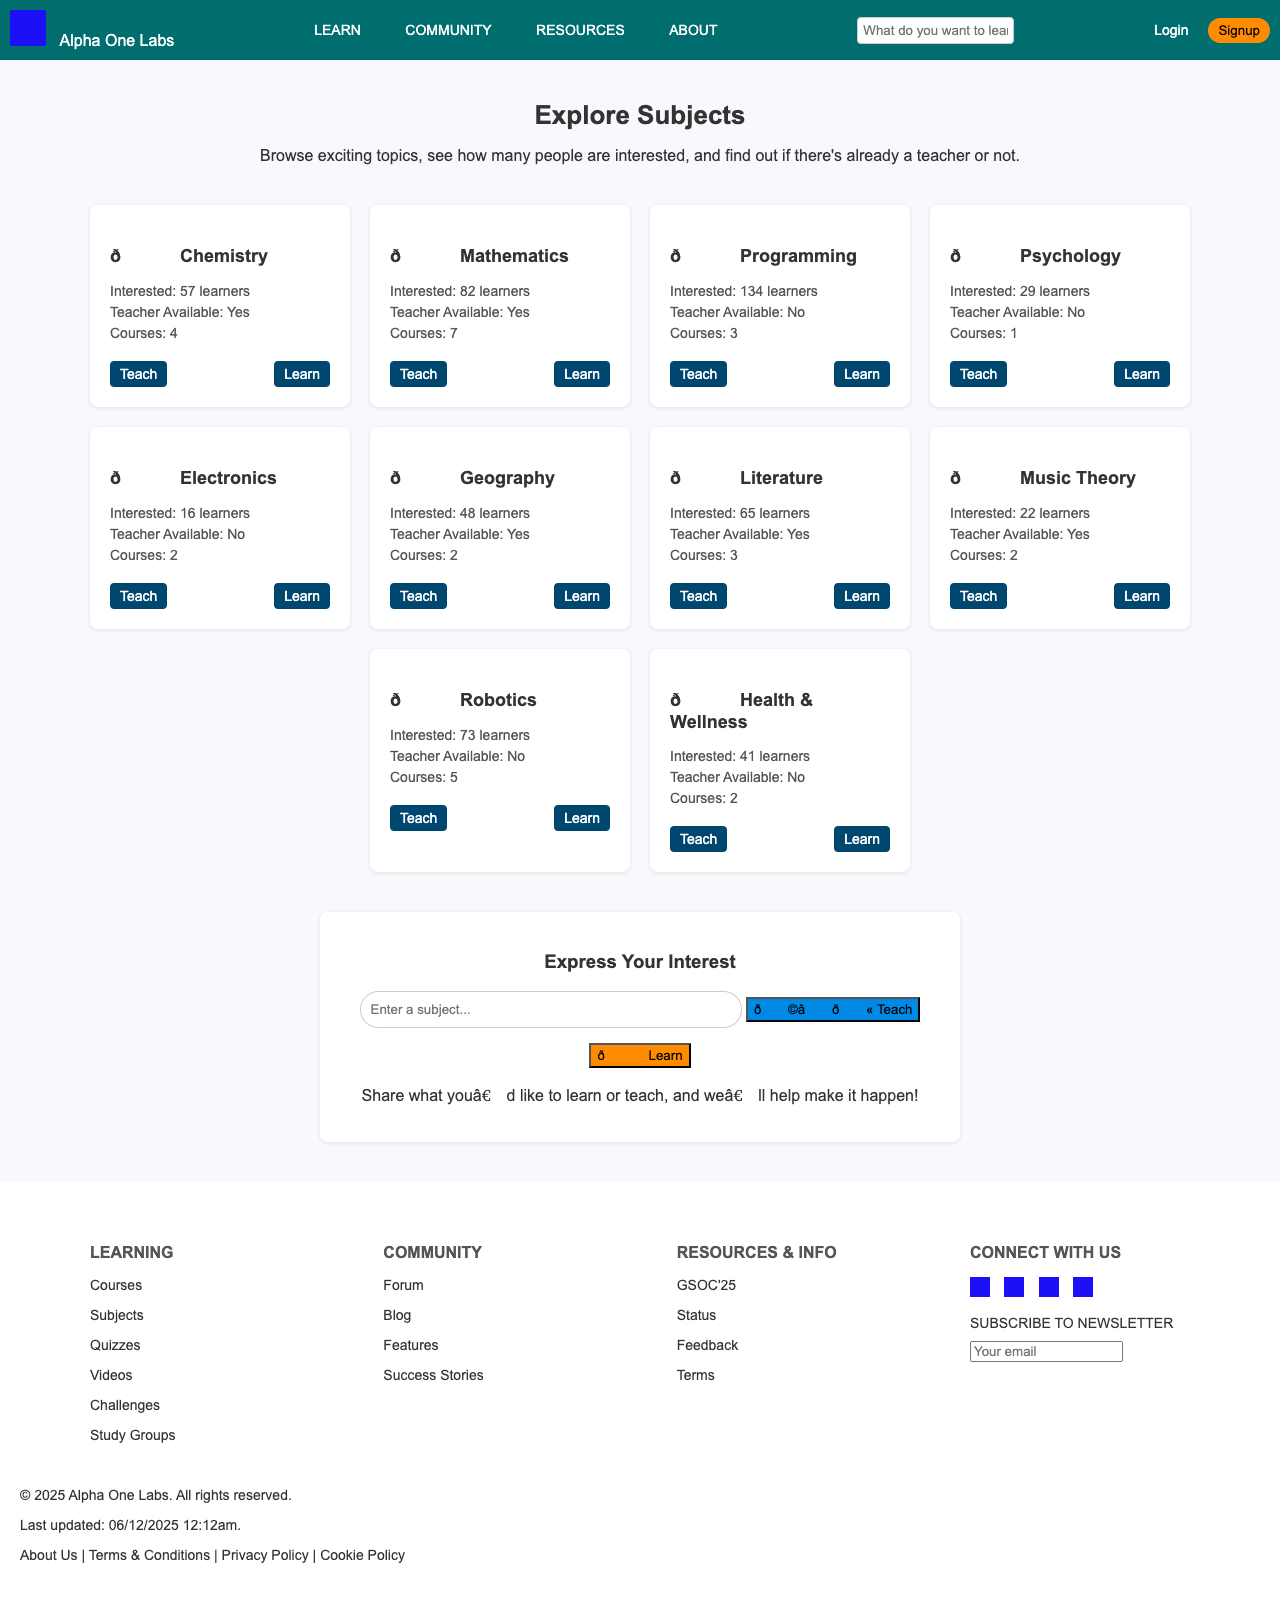 Alpha One Labs
LEARN COMMUNITY RESOURCES ABOUT
What do you want to lear
Login Signup
Explore Subjects
Browse exciting topics, see how many people are interested, and find out if there's already a teacher or not.
ð Chemistry
Interested: 57 learners
Teacher Available: Yes
Courses: 4
Teach Learn
ð Mathematics
Interested: 82 learners
Teacher Available: Yes
Courses: 7
Teach Learn
ð Programming
Interested: 134 learners
Teacher Available: No
Courses: 3
Teach Learn
ð Psychology
Interested: 29 learners
Teacher Available: No
Courses: 1
Teach Learn
ð Electronics
Interested: 16 learners
Teacher Available: No
Courses: 2
Teach Learn
ð Geography
Interested: 48 learners
Teacher Available: Yes
Courses: 2
Teach Learn
ð Literature
Interested: 65 learners
Teacher Available: Yes
Courses: 3
Teach Learn
ð Music Theory
Interested: 22 learners
Teacher Available: Yes
Courses: 2
Teach Learn
ð Robotics
Interested: 73 learners
Teacher Available: No
Courses: 5
Teach Learn
ð Health &
Wellness
Interested: 41 learners
Teacher Available: No
Courses: 2
Teach Learn
Express Your Interest
Enter a subject...
ð ©â ð « Teach
ð Learn
Share what youâ€ d like to learn or teach, and weâ€ ll help make it happen!
LEARNING
Courses
Subjects
Quizzes
Videos
Challenges
Study Groups
COMMUNITY
Forum
Blog
Features
Success Stories
RESOURCES & INFO
GSOC'25
Status
Feedback
Terms
CONNECT WITH US
SUBSCRIBE TO NEWSLETTER
Your email
© 2025 Alpha One Labs. All rights reserved.
Last updated: 06/12/2025 12:12am.
About Us | Terms & Conditions | Privacy Policy | Cookie Policy